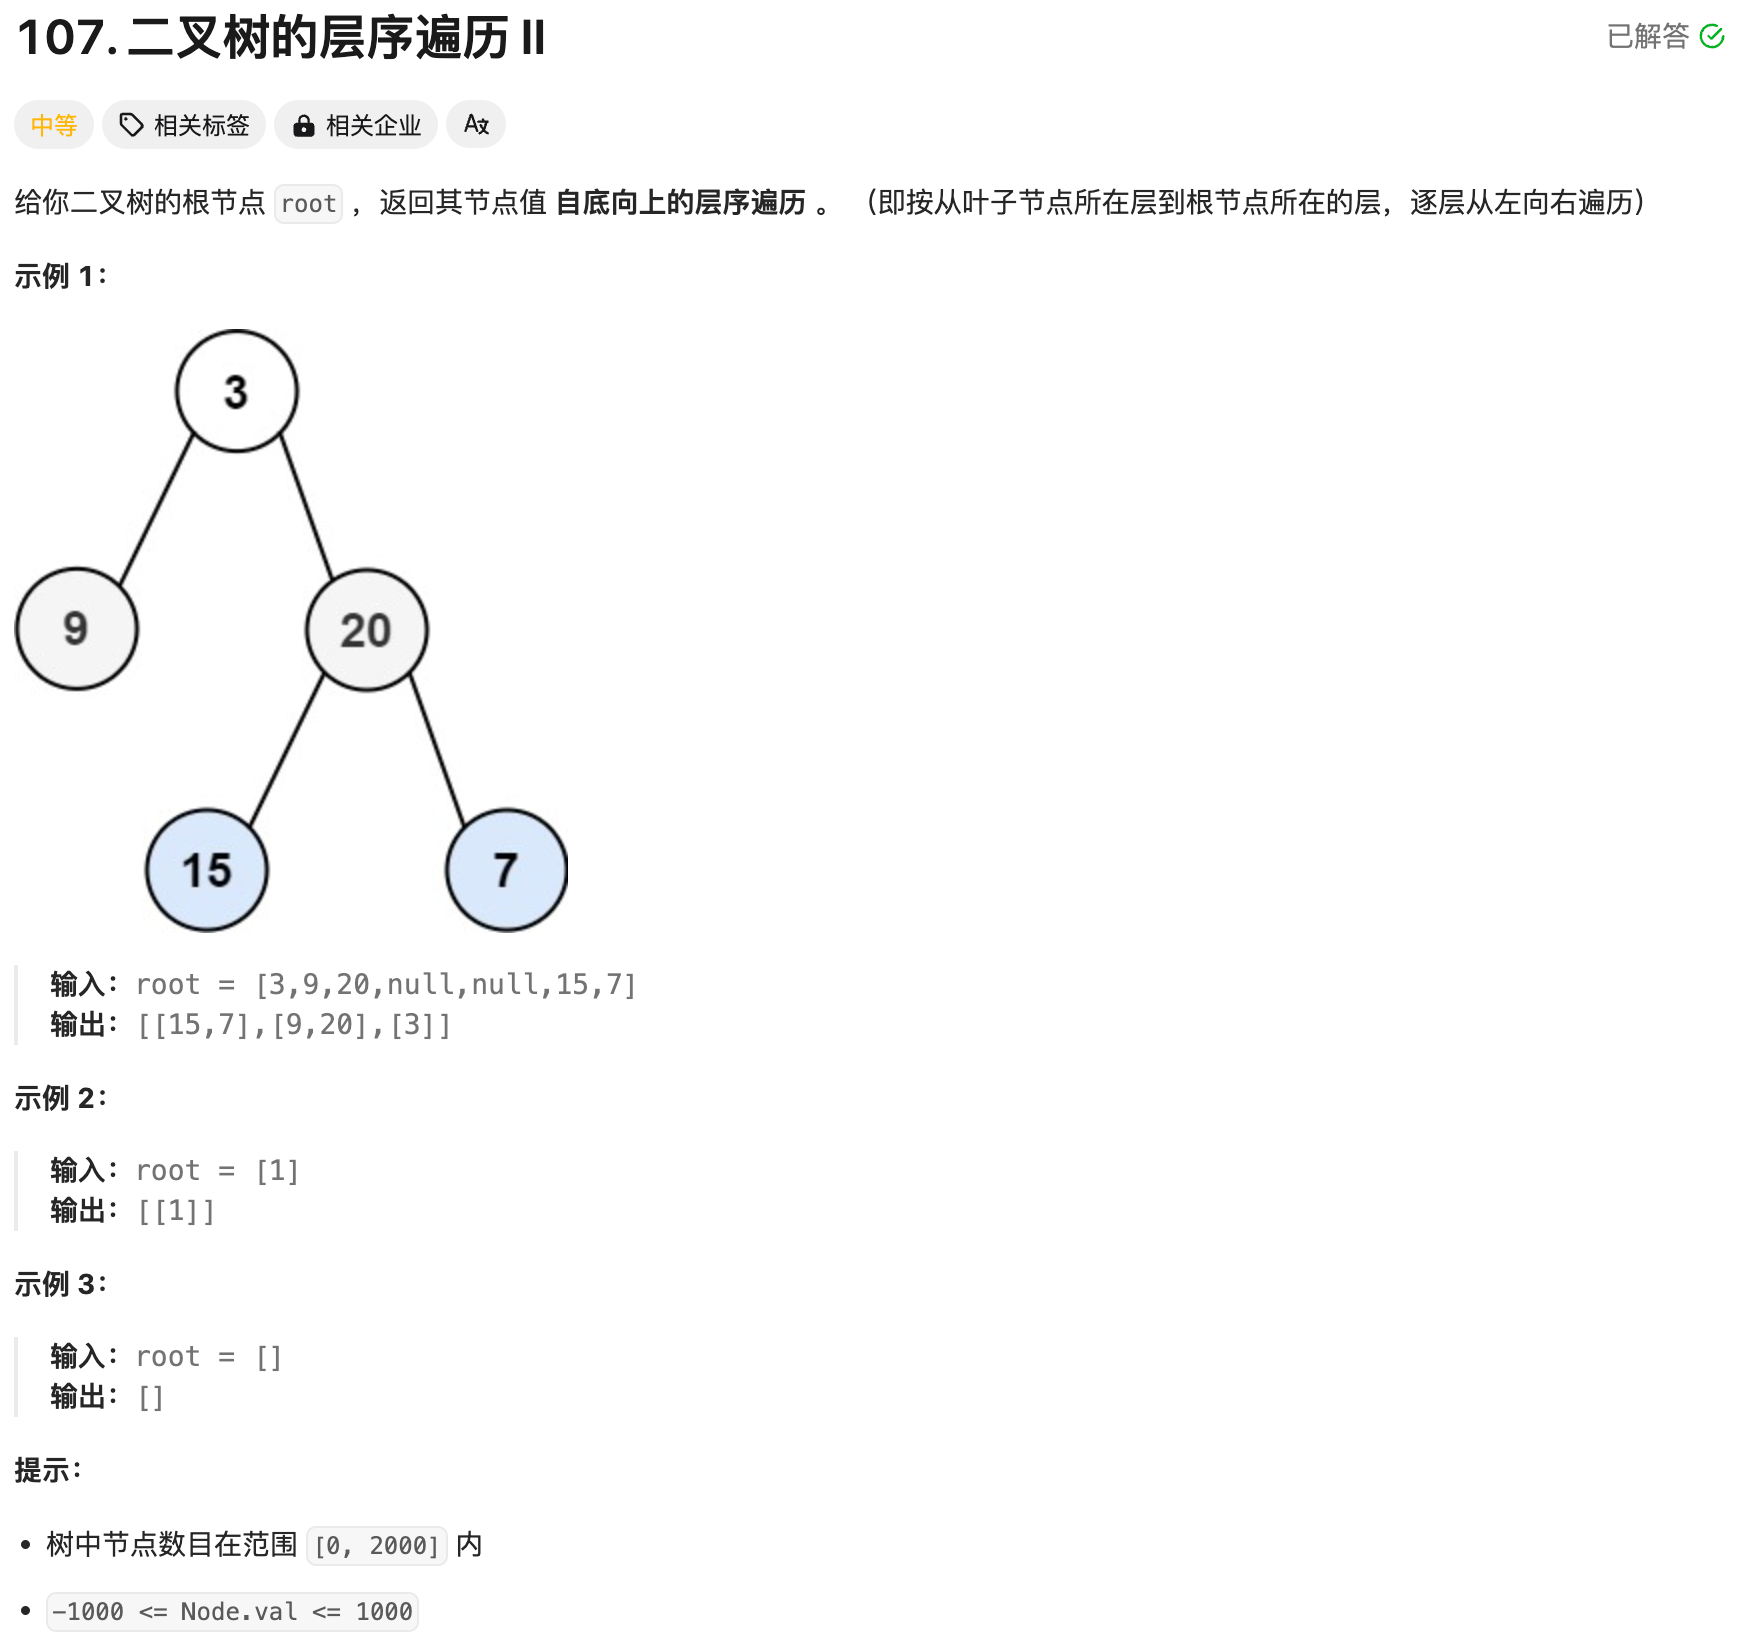 107. 二叉树的层序遍历 II
已解答
中等 相关标签 相关企业 A文
给你二叉树的根节点 root ，返回其节点值 自底向上的层序遍历 。 （即按从叶子节点所在层到根节点所在的层，逐层从左向右遍历）
示例 1：
3
9 20
15 7
输入：root = [3,9,20,null,null,15,7]
输出：[[15,7],[9,20],[3]]
示例 2：
输入：root = [1]
输出：[[1]]
示例 3：
输入：root = []
输出：[]
提示：
• 树中节点数目在范围 [0, 2000] 内
• -1000 <= Node.val <= 1000